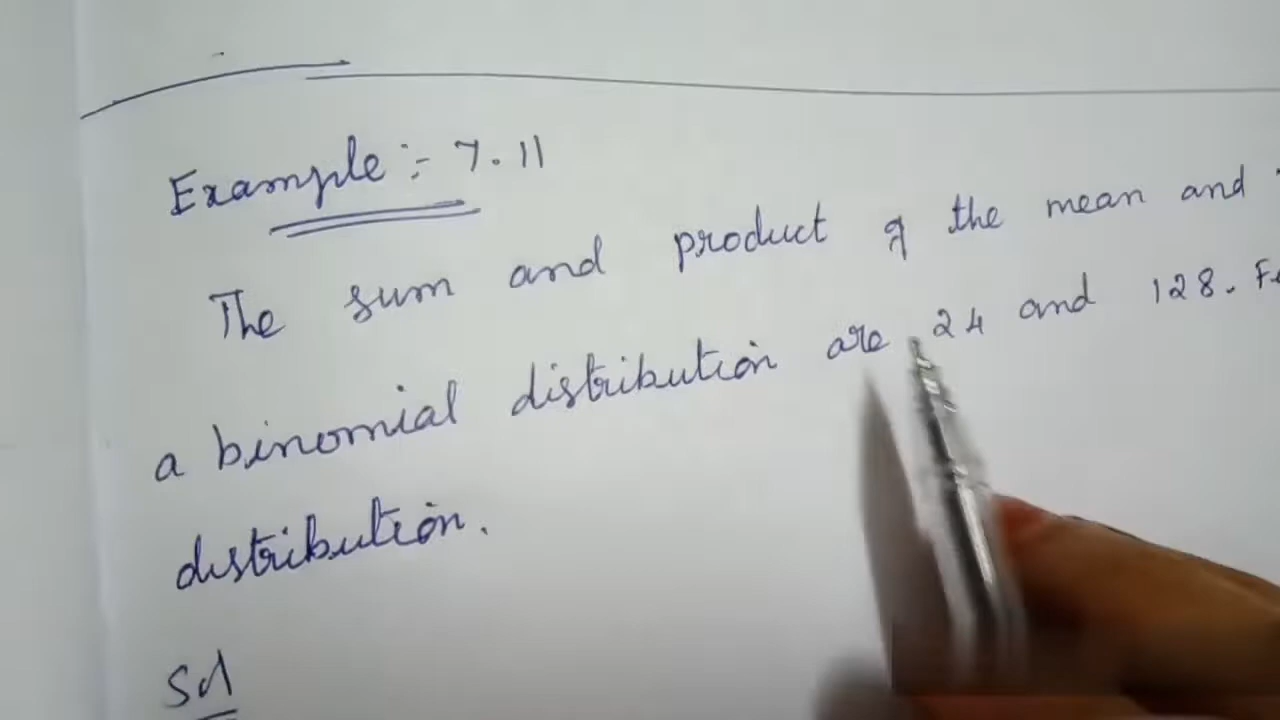 Example :- 7.11
The sum and product of the mean and
a binomial distribution are 24 and 128.
distribution.
Sol